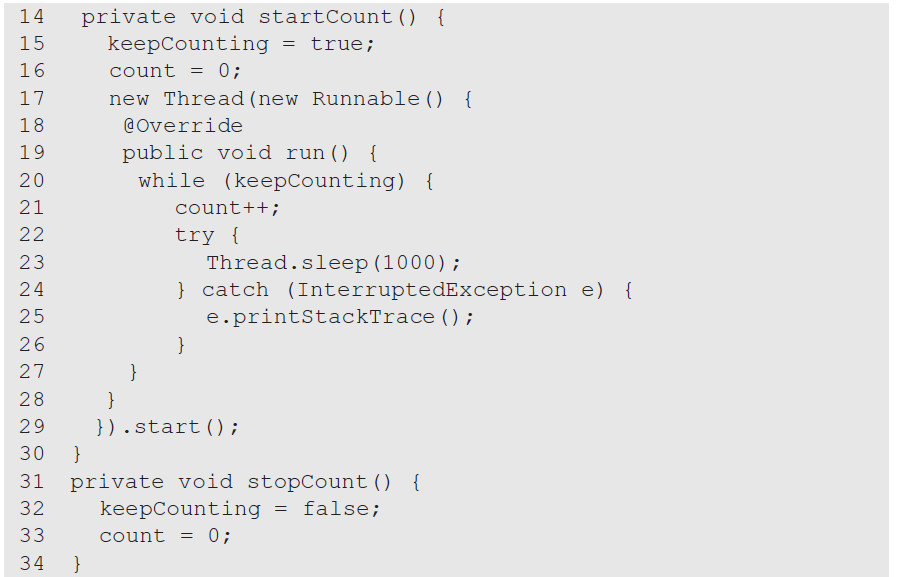 14 private void startCount() {
15 keepCounting = true;
16 count = 0;
17 new Thread(new Runnable() {
18 @Override
19 public void run() {
20 while (keepCounting) {
21 count++;
22 try {
23 Thread.sleep(1000);
24 } catch (InterruptedException e) {
25 e.printStackTrace();
26 }
27 }
28 }
29 }).start();
30 }
31 private void stopCount() {
32 keepCounting = false;
33 count = 0;
34 }